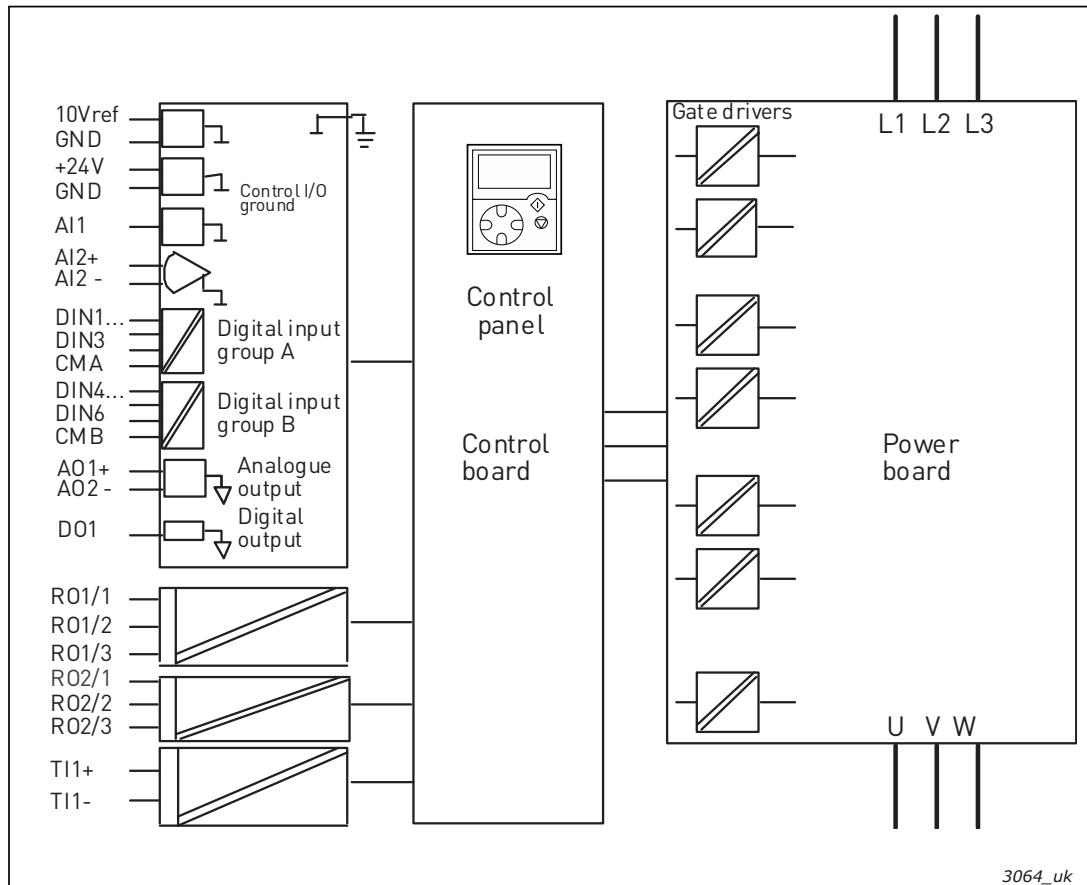 10Vref
GND
+24V
GND
Control I/O
ground
AI1
AI2+
AI2 -
DIN1...
DIN3
CMA
Digital input
group A
DIN4...
DIN6
CMB
Digital input
group B
AO1+
AO2 -
Analogue
output
DO1
Digital
output
RO1/1
RO1/2
RO1/3
RO2/1
RO2/2
RO2/3
TI1+
TI1-
Control
panel
Control
board
Gate drivers
L1 L2 L3
Power
board
U V W
3064_uk